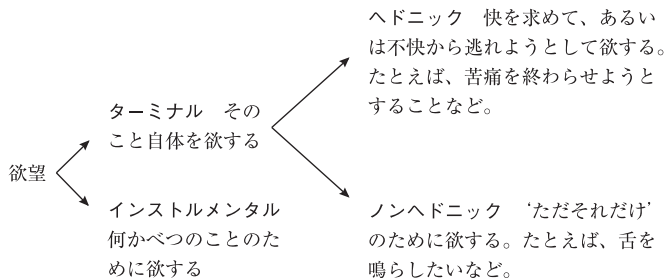 欲望
ターミナル　その
こと自体を欲する
インストルメンタル
何かべつのことのた
めに欲する
ヘドニック　快を求めて、あるい
は不快から逃れようとして欲する。
たとえば、苦痛を終わらせようと
することなど。
ノンヘドニック　‘ただそれだけ’
のために欲する。たとえば、舌を
鳴らしたいなど。